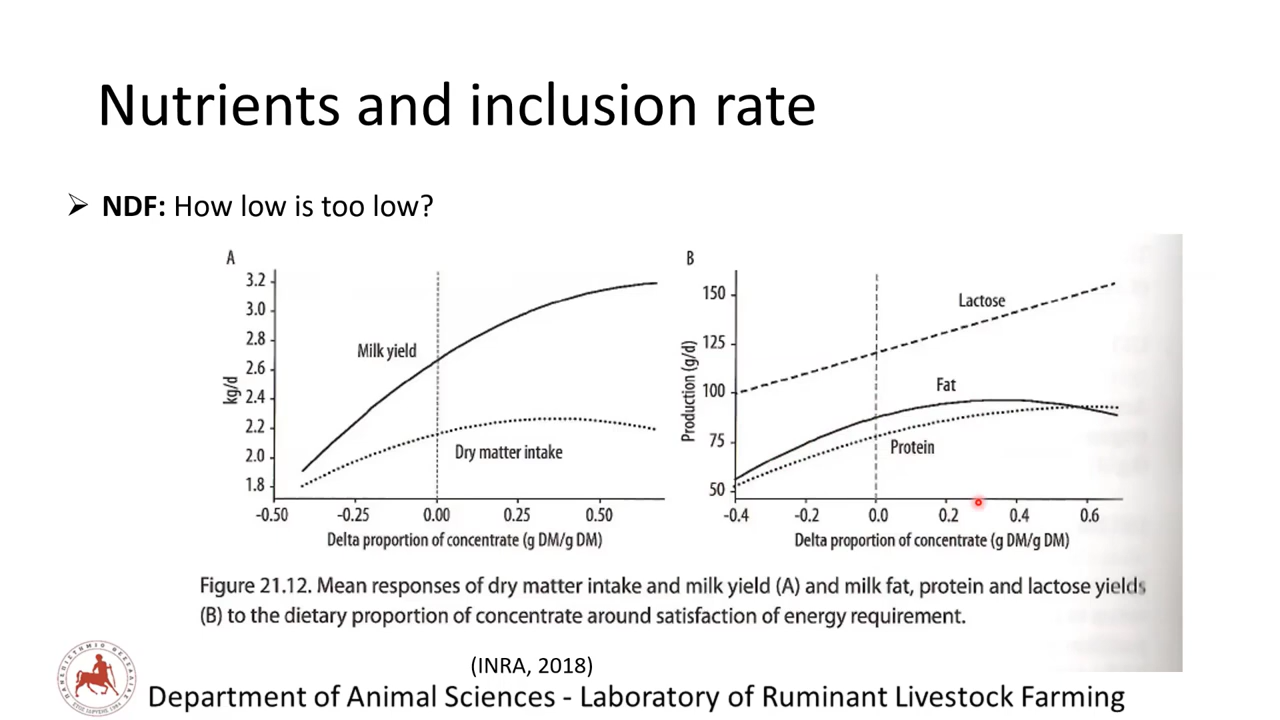 Nutrients and inclusion rate
➢ NDF: How low is too low?
A
3.2
3.0
2.8
2.6
2.4
2.2
2.0
1.8
kg/d
Milk yield
Dry matter intake
-0.50 -0.25 0.00 0.25 0.50
Delta proportion of concentrate (g DM/g DM)
B
150
125
100
75
50
Production (g/d)
Lactose
Fat
Protein
-0.4 -0.2 0.0 0.2 0.4 0.6
Delta proportion of concentrate (g DM/g DM)
Figure 21.12. Mean responses of dry matter intake and milk yield (A) and milk fat, protein and lactose yields
(B) to the dietary proportion of concentrate around satisfaction of energy requirement.
(INRA, 2018)
Department of Animal Sciences - Laboratory of Ruminant Livestock Farming